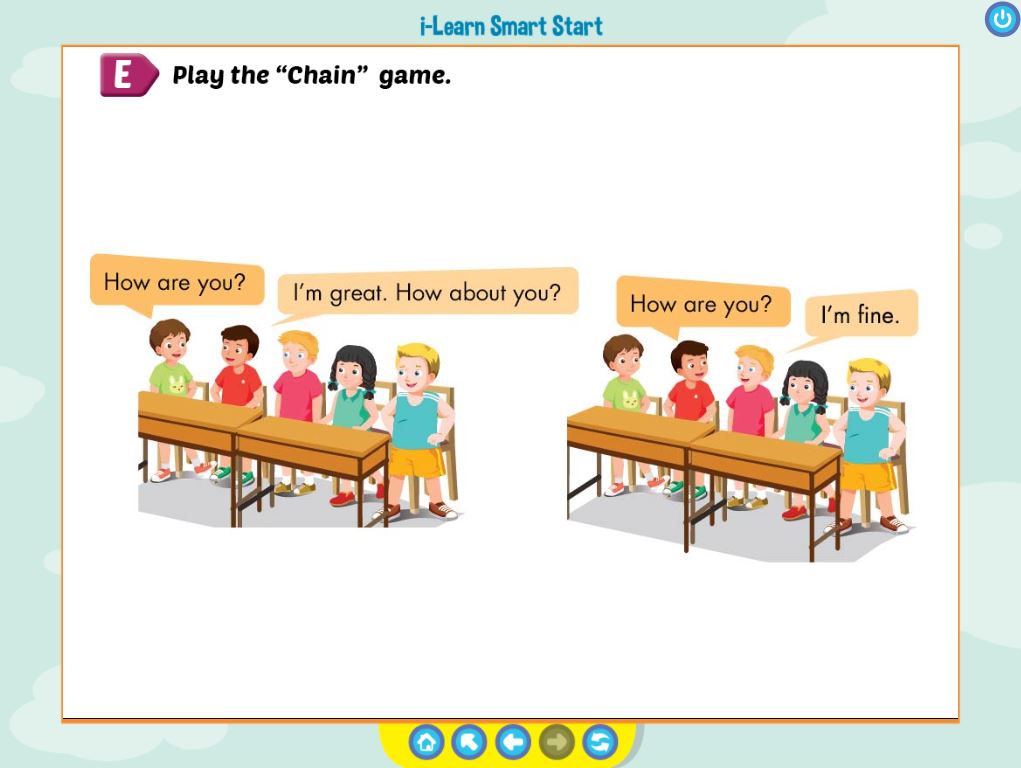 i-Learn Smart Start
E Play the “Chain” game.
How are you?
I’m great. How about you?
How are you?
I’m fine.